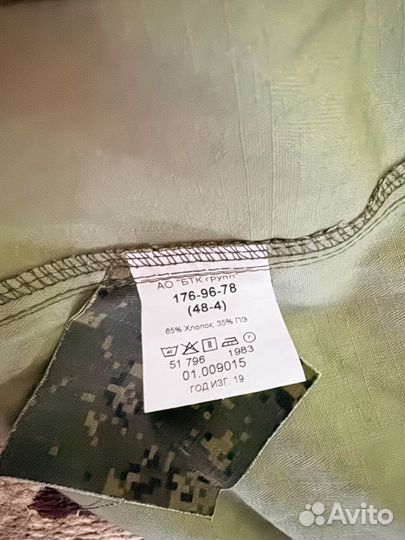 АО "БТК групп"
176-96-78
(48-4)
65% Хлопок, 35% ПЭ
51 796 1983
01.009015
ГОД ИЗГ. 19
Avito